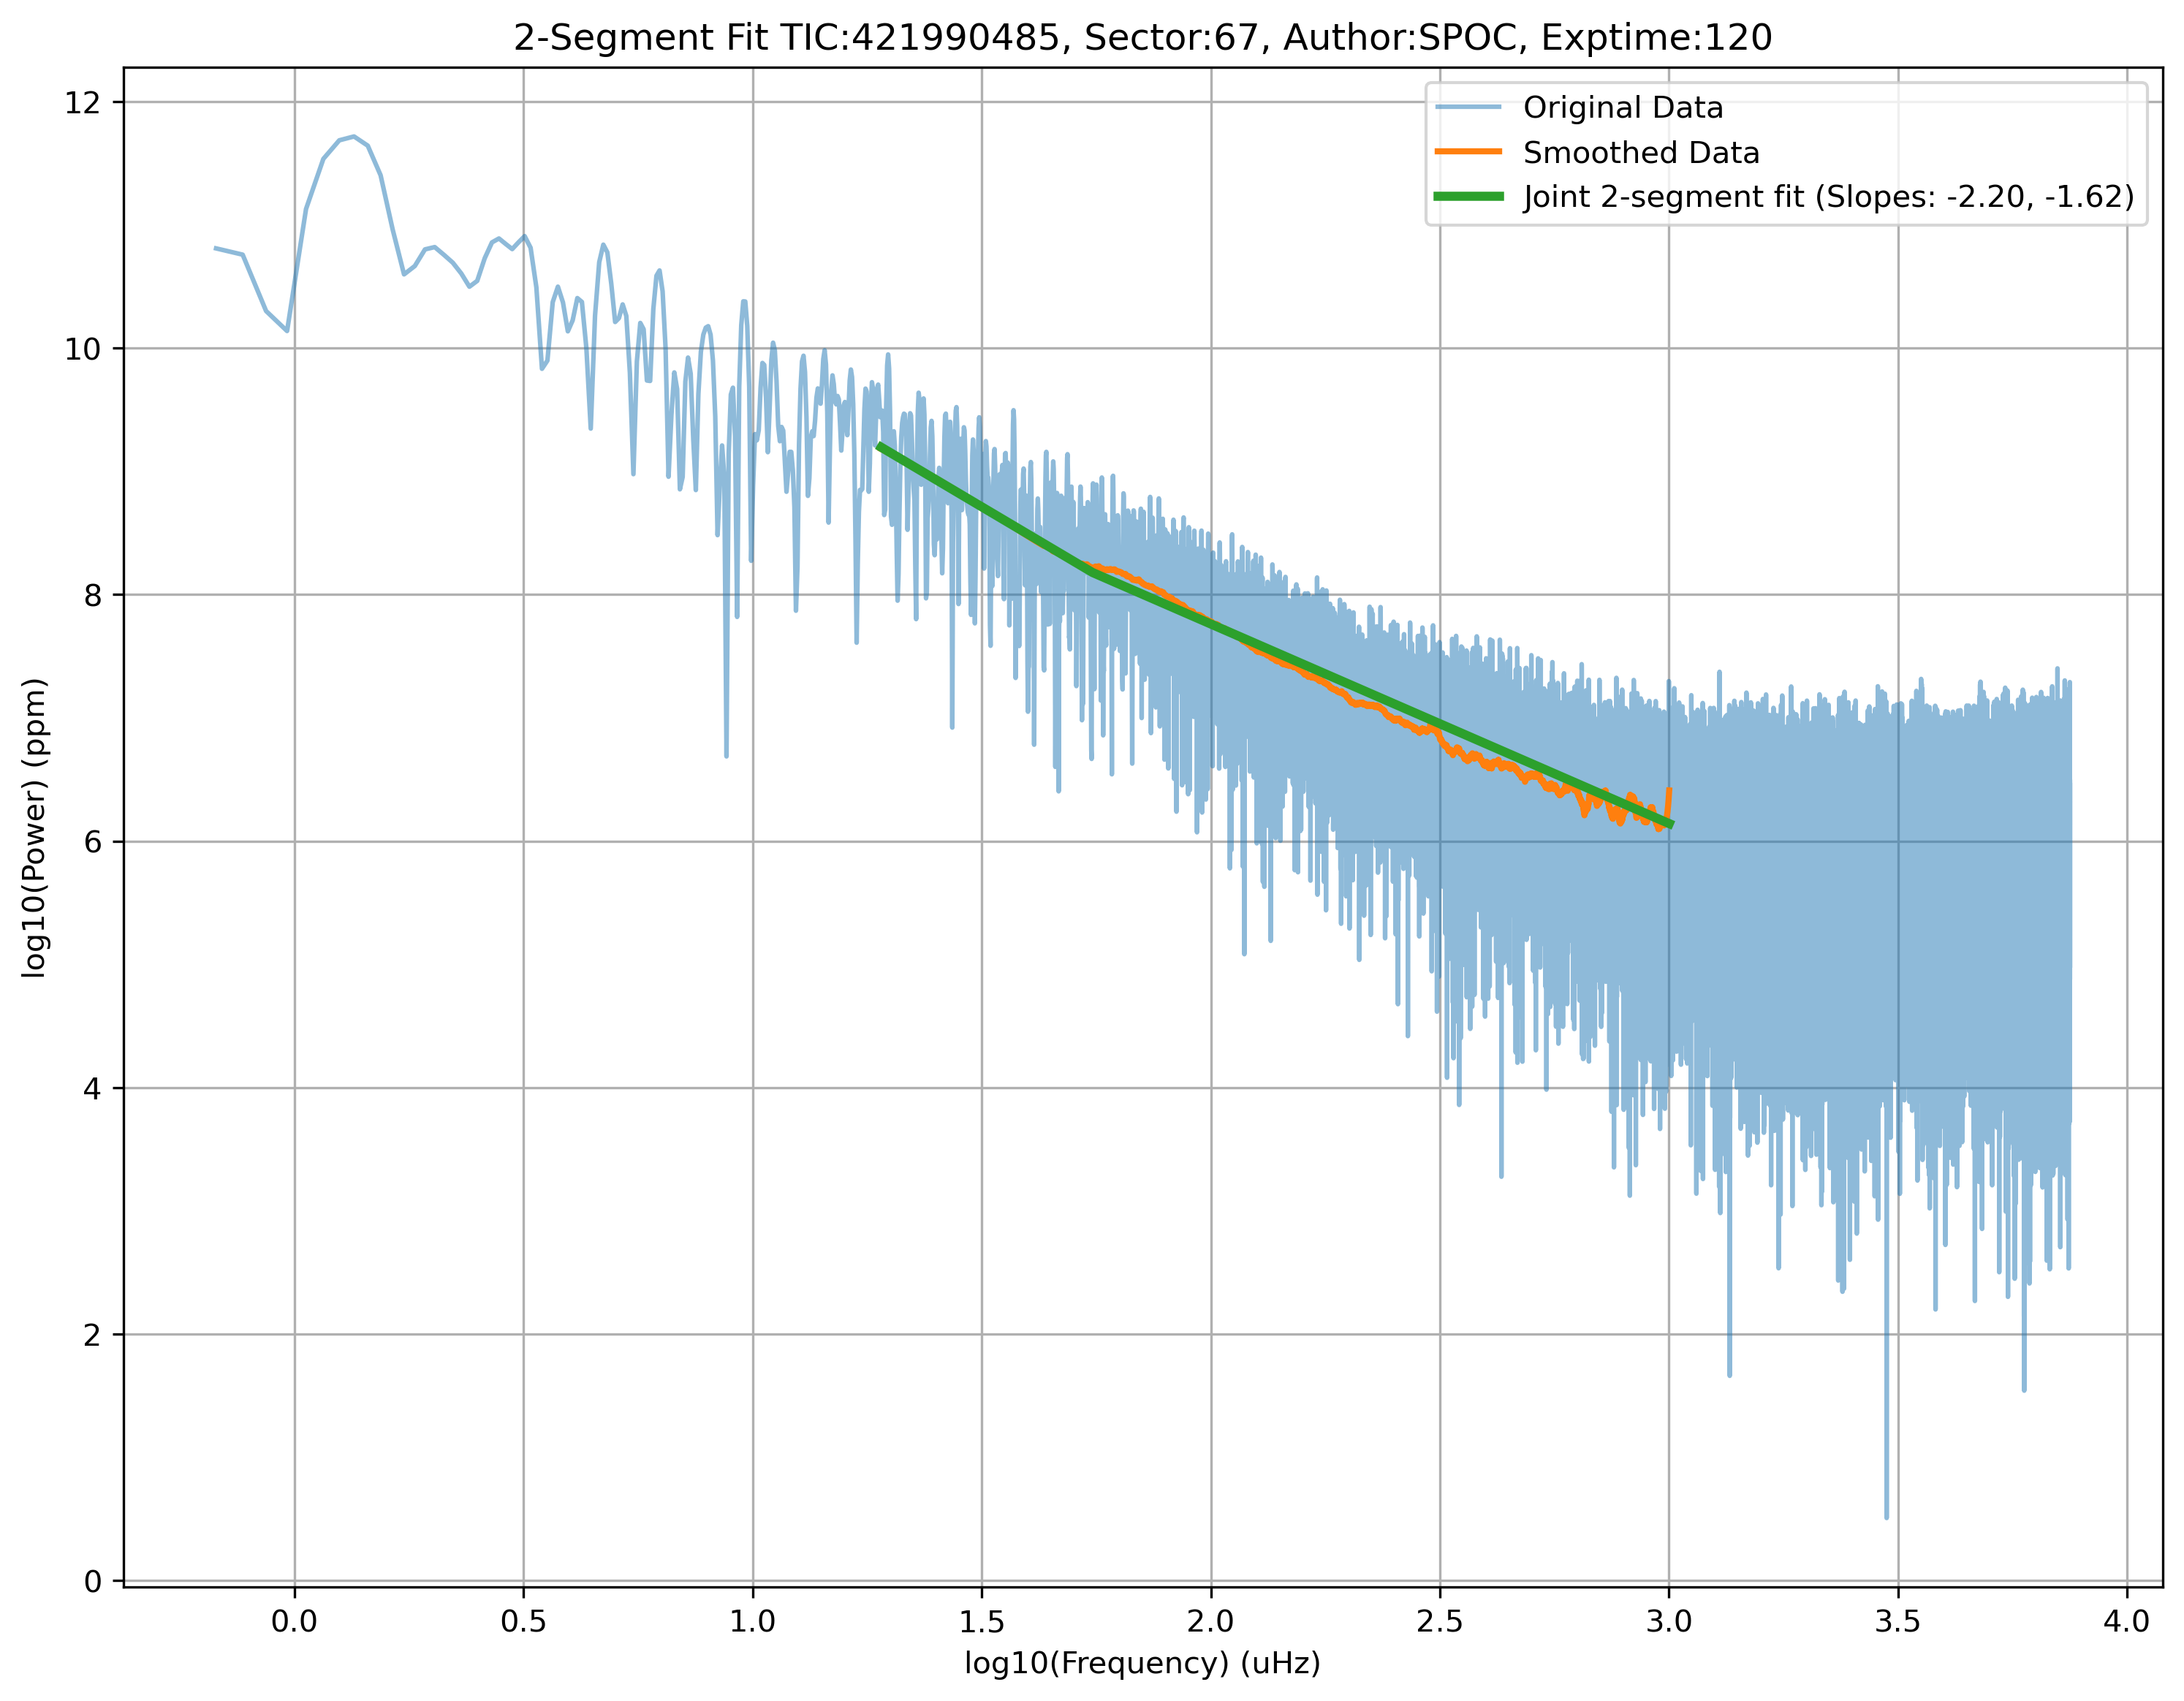 2-Segment Fit TIC:421990485, Sector:67, Author:SPOC, Exptime:120
Original Data
Smoothed Data
Joint 2-segment fit (Slopes: -2.20, -1.62)
log10(Power) (ppm)
12
10
8
6
4
2
0
0.0 0.5 1.0 1.5 2.0 2.5 3.0 3.5 4.0
log10(Frequency) (uHz)